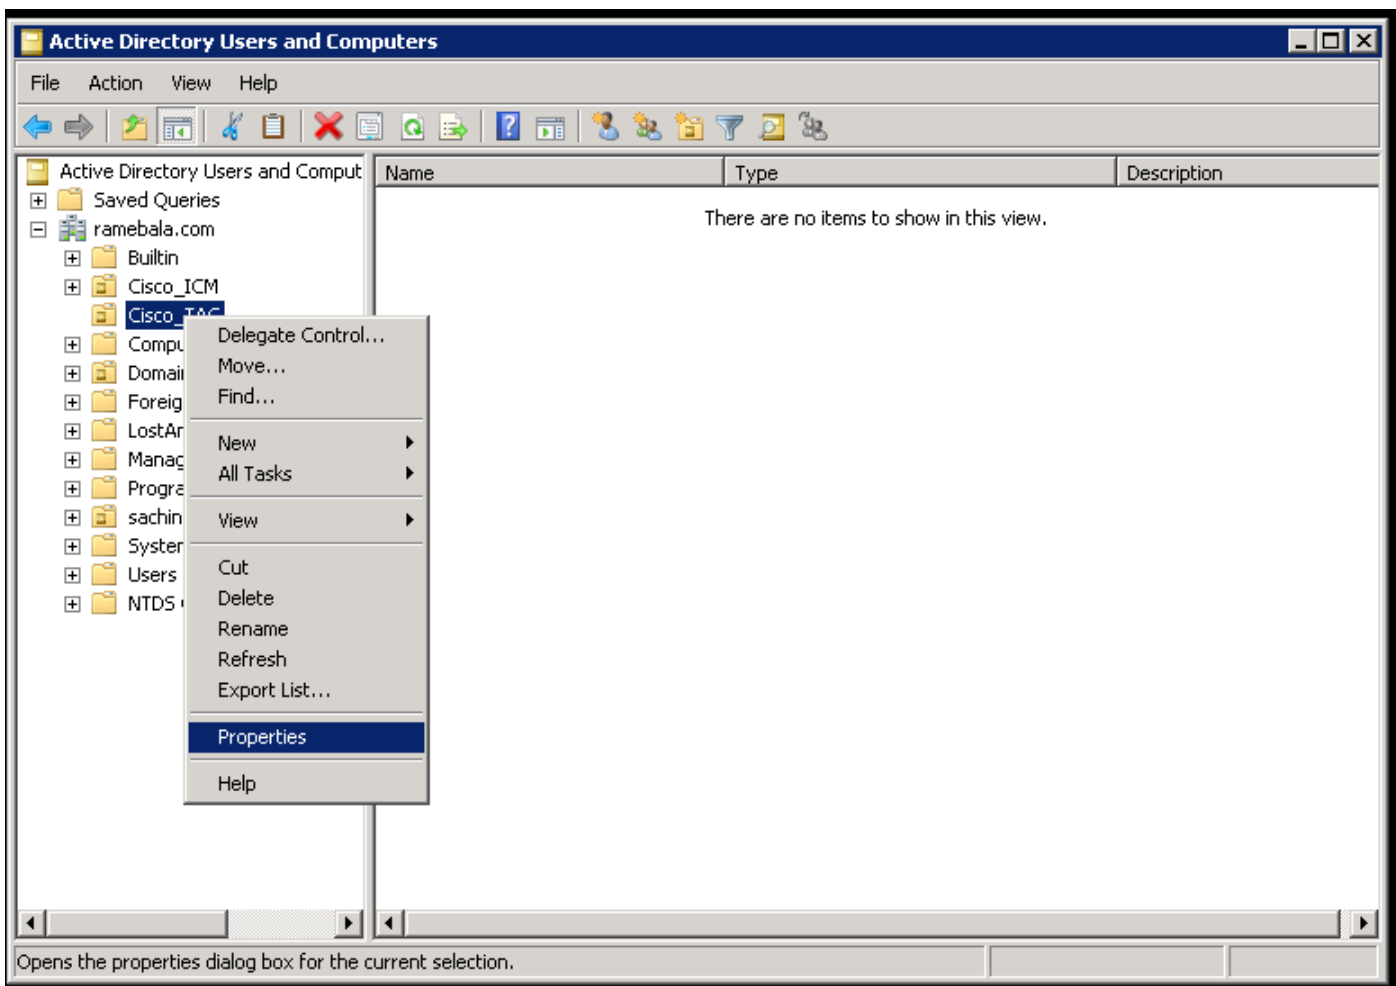 Active Directory Users and Computers
File Action View Help
Active Directory Users and Comput
Name Type Description
Saved Queries
There are no items to show in this view.
ramebala.com
Builtin
Cisco_ICM
Cisco_TAC
Delegate Control...
Compu
Move...
Domai
Find...
Foreig
LostAr
New
Manag
All Tasks
Progra
sachin
View
System
Users
Cut
NTDS
Delete
Rename
Refresh
Export List...
Properties
Help
Opens the properties dialog box for the current selection.